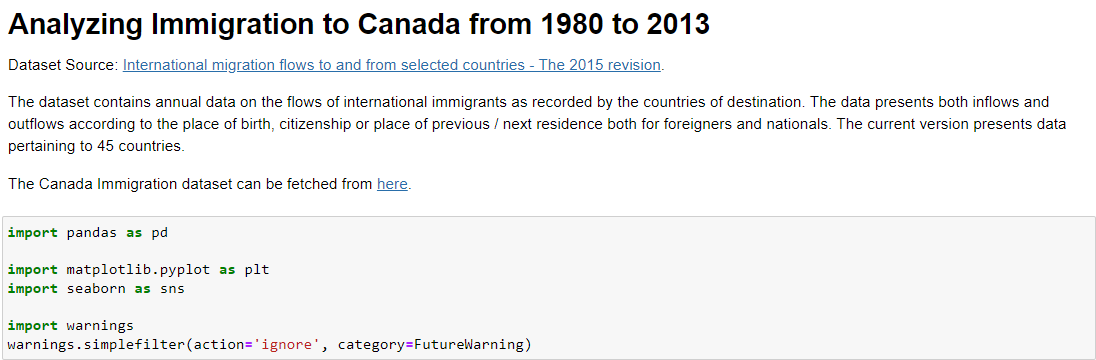 Analyzing Immigration to Canada from 1980 to 2013
Dataset Source: International migration flows to and from selected countries - The 2015 revision.
The dataset contains annual data on the flows of international immigrants as recorded by the countries of destination. The data presents both inflows and
outflows according to the place of birth, citizenship or place of previous / next residence both for foreigners and nationals. The current version presents data
pertaining to 45 countries.
The Canada Immigration dataset can be fetched from here.
import pandas as pd
import matplotlib.pyplot as plt
import seaborn as sns
import warnings
warnings.simplefilter(action='ignore', category=FutureWarning)